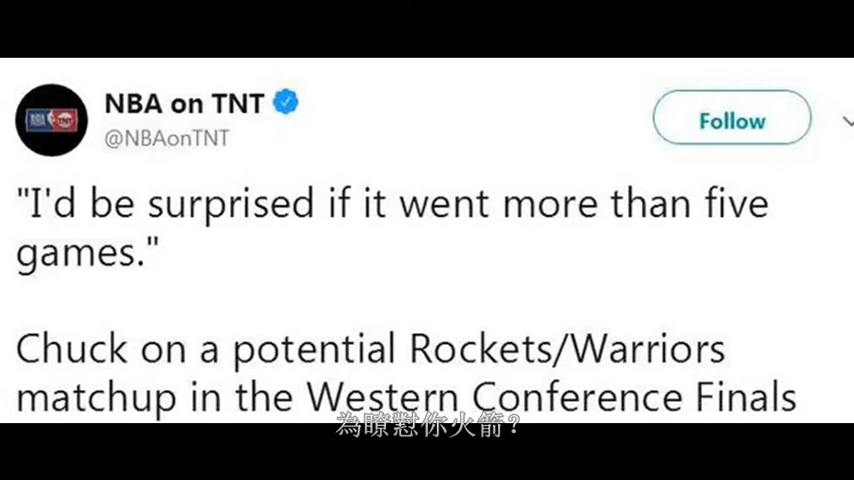 NBA on TNT
@NBAonTNT
Follow
"I'd be surprised if it went more than five
games."
Chuck on a potential Rockets/Warriors
matchup in the Western Conference Finals
為瞭懟你火箭？